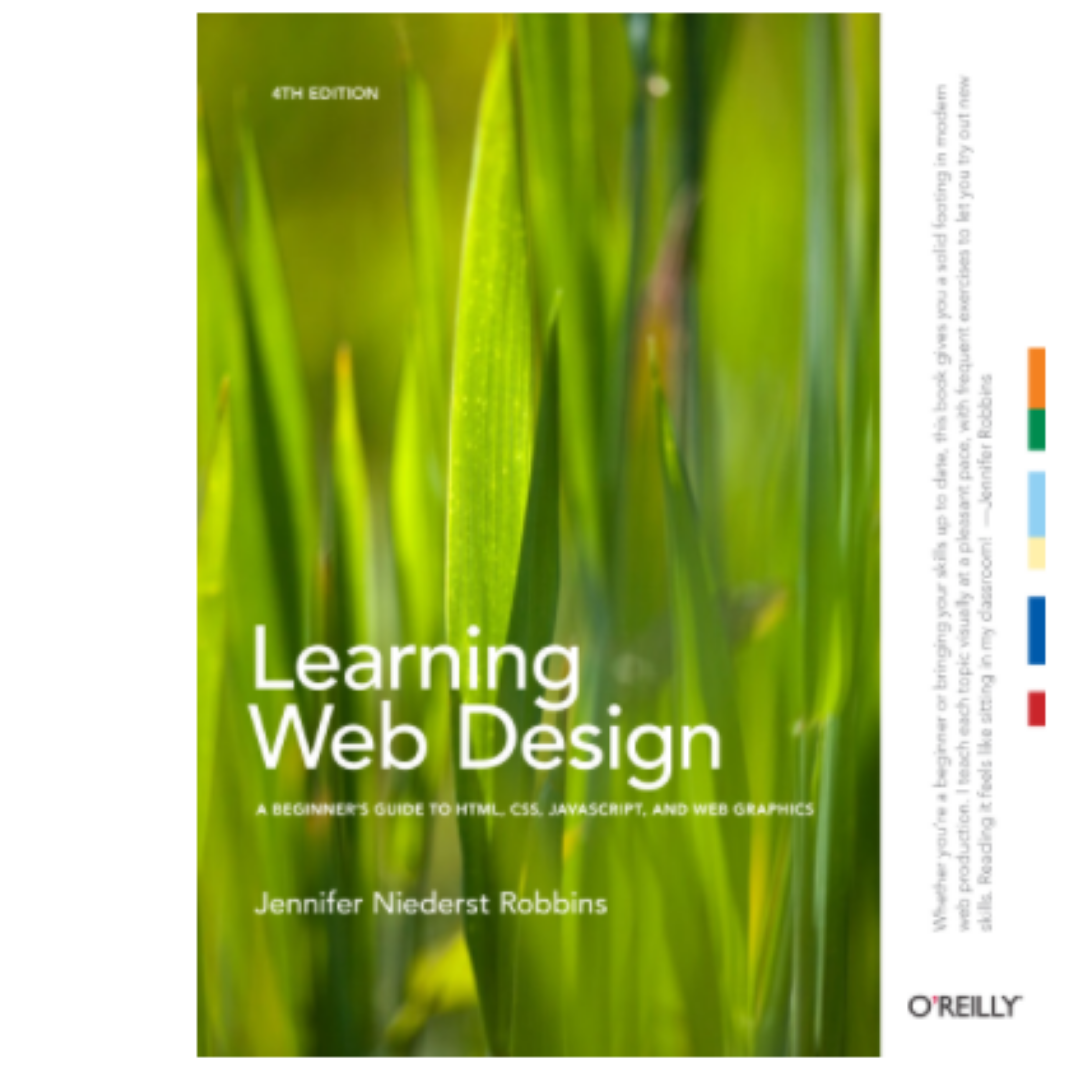 4TH EDITION
Learning
Web Design
A BEGINNER'S GUIDE TO HTML, CSS, JAVASCRIPT, AND WEB GRAPHICS
Jennifer Niederst Robbins
Whether you're a beginner or bringing your skills up to date, this book gives you a solid footing in modern
web production. I teach each topic visually at a pleasant pace, with frequent exercises to let you try out new
skills. Reading it feels like sitting in my classroom! —Jennifer Robbins
O'REILLY